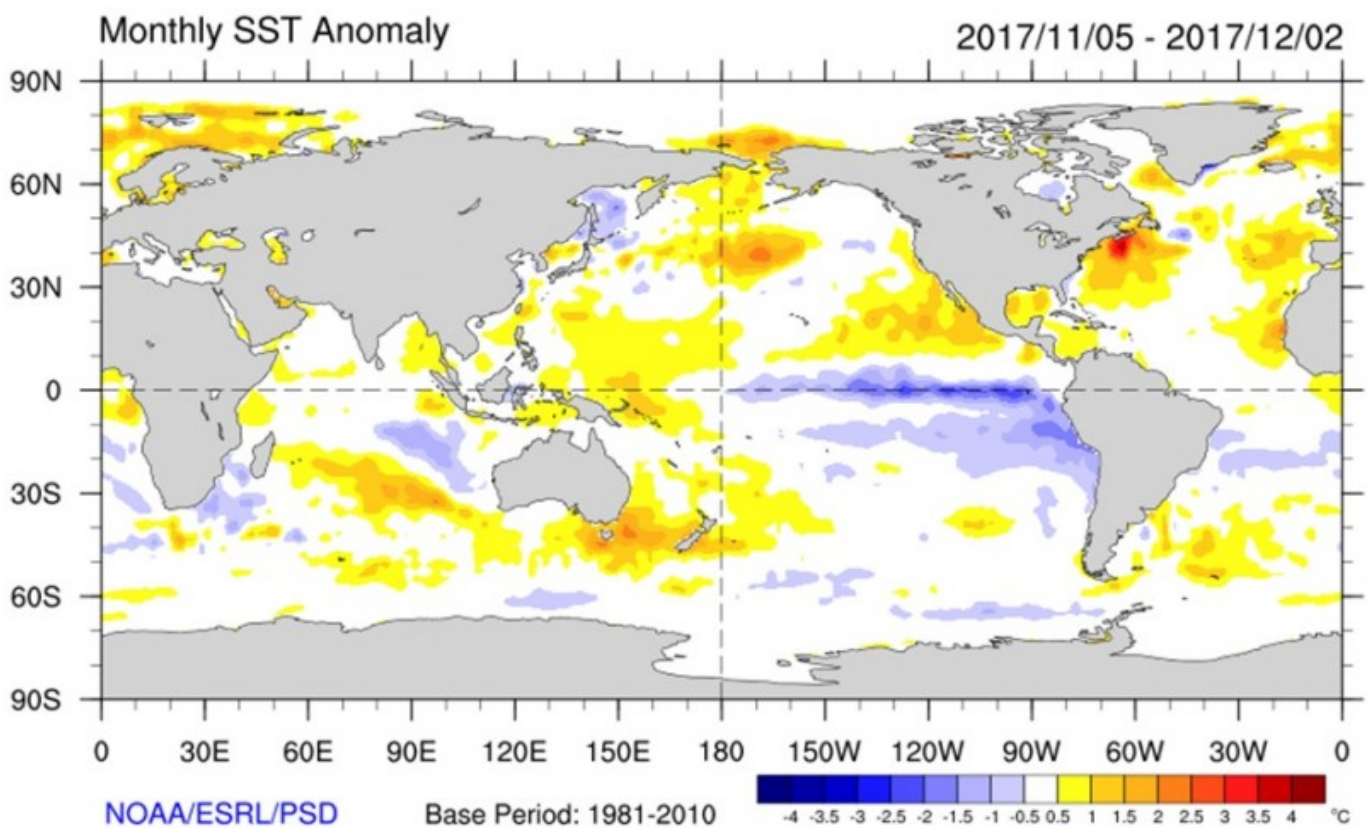 Monthly SST Anomaly 2017/11/05 - 2017/12/02
90N
60N
30N
0
30S
60S
90S
0 30E 60E 90E 120E 150E 180 150W 120W 90W 60W 30W 0
NOAA/ESRL/PSD Base Period: 1981-2010
-4 -3.5 -3 -2.5 -2 -1.5 -1 -0.5 0.5 1 1.5 2 2.5 3 3.5 4 °C